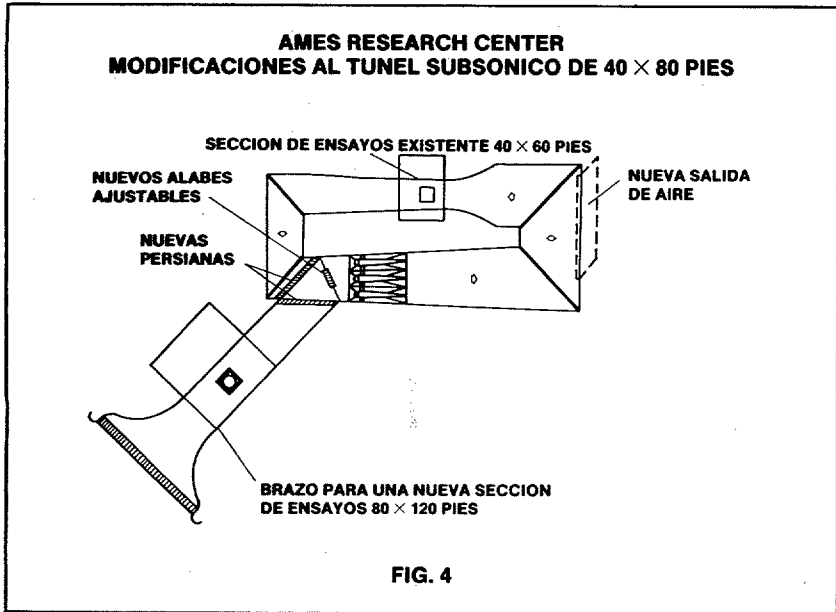 AMES RESEARCH CENTER
MODIFICACIONES AL TUNEL SUBSONICO DE 40 × 80 PIES
SECCION DE ENSAYOS EXISTENTE 40 × 60 PIES
NUEVOS ALABES
AJUSTABLES
NUEVA SALIDA
DE AIRE
NUEVAS
PERSIANAS
BRAZO PARA UNA NUEVA SECCION
DE ENSAYOS 80 × 120 PIES
FIG. 4